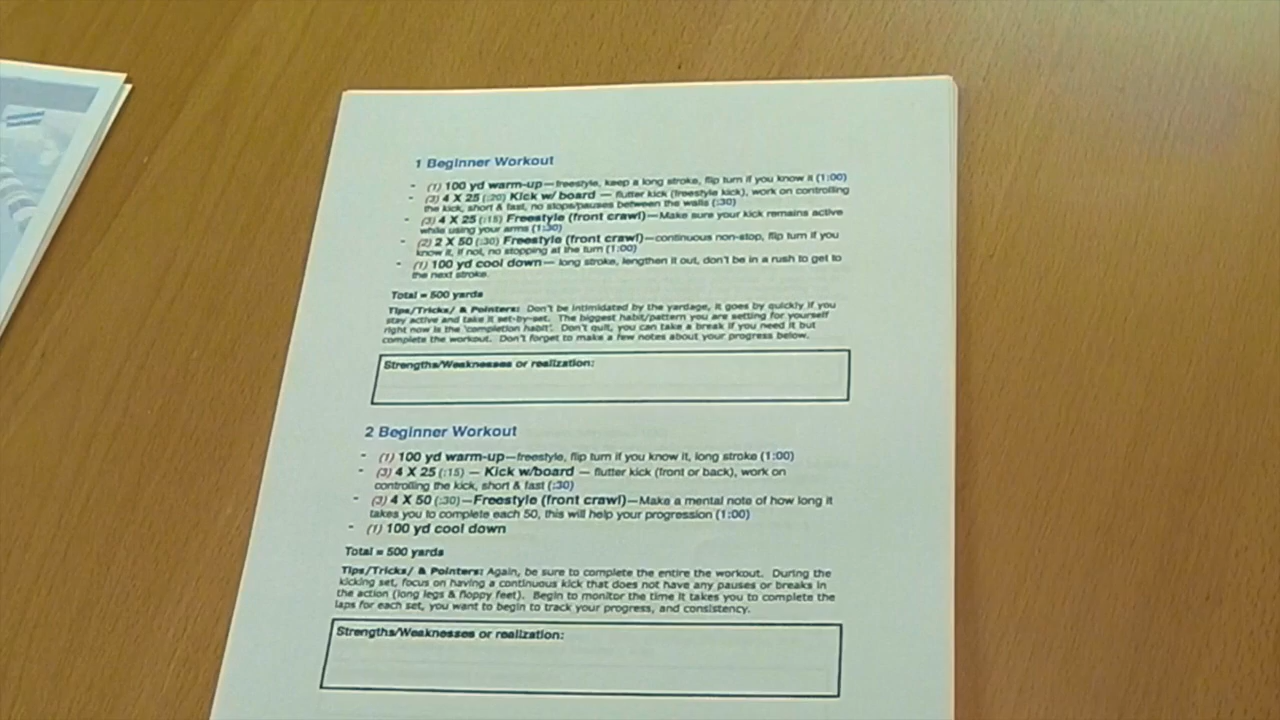 1 Beginner Workout
- (1) 100 yd warm-up—freestyle, keep a long stroke, flip turn if you know it (1:00)
- (3) 4 X 25 (:20) Kick w/ board — flutter kick (freestyle kick), work on controlling
the kick, short & fast, no stops/pauses between the walls (:30)
- (3) 4 X 25 (:15) Freestyle (front crawl)—Make sure your kick remains active
while using your arms (1:30)
- (2) 2 X 50 (:30) Freestyle (front crawl)—continuous non-stop, flip turn if you
know it, if not, no stopping at the turn (1:00)
- (1) 100 yd cool down— long stroke, lengthen it out, don't be in a rush to get to
the next stroke.
Total = 500 yards
Tips/Tricks/ & Pointers: Don't be intimidated by the yardage, it goes by quickly if you
stay active and take it set-by-set. The biggest habit/pattern you are setting for yourself
right now is the 'completion habit'. Don't quit, you can take a break if you need it but
complete the workout. Don't forget to make a few notes about your progress below.
Strengths/Weaknesses or realization:
2 Beginner Workout
- (1) 100 yd warm-up—freestyle, flip turn if you know it, long stroke (1:00)
- (3) 4 X 25 (:15) — Kick w/board — flutter kick (front or back), work on
controlling the kick, short & fast (:30)
- (3) 4 X 50 (:30)—Freestyle (front crawl)—Make a mental note of how long it
takes you to complete each 50, this will help your progression (1:00)
- (1) 100 yd cool down
Total = 500 yards
Tips/Tricks/ & Pointers: Again, be sure to complete the entire the workout. During the
kicking set, focus on having a continuous kick that does not have any pauses or breaks in
the action (long legs & floppy feet). Begin to monitor the time it takes you to complete the
laps for each set, you want to begin to track your progress, and consistency.
Strengths/Weaknesses or realization: